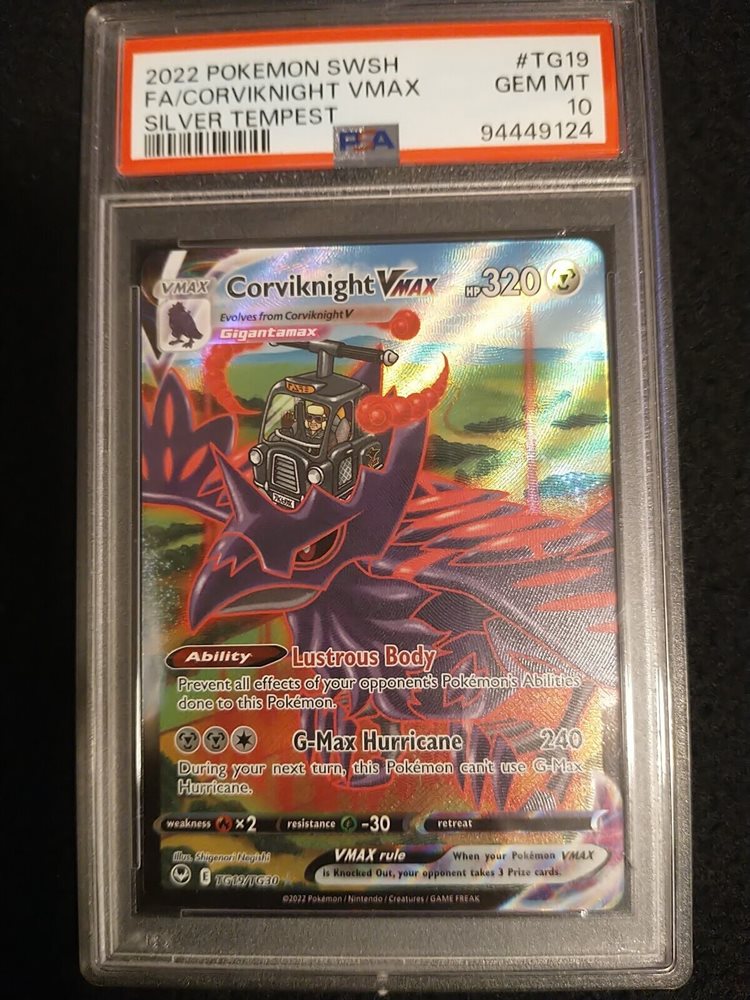 2022 POKEMON SWSH #TG19
FA/CORVIKNIGHT VMAX GEM MT
SILVER TEMPEST 10
PSA 94449124
VMAX Corviknight VMAX HP 320
Evolves from Corviknight V
Gigantamax
Ability Lustrous Body
Prevent all effects of your opponent's Pokémon's Abilities
done to this Pokémon.
G-Max Hurricane 240
During your next turn, this Pokémon can't use G-Max
Hurricane.
weakness ×2 resistance -30 retreat
Illus. Shigenori Negishi
VMAX rule When your Pokémon VMAX
is Knocked Out, your opponent takes 3 Prize cards.
E TG19/TG30
©2022 Pokémon / Nintendo / Creatures / GAME FREAK